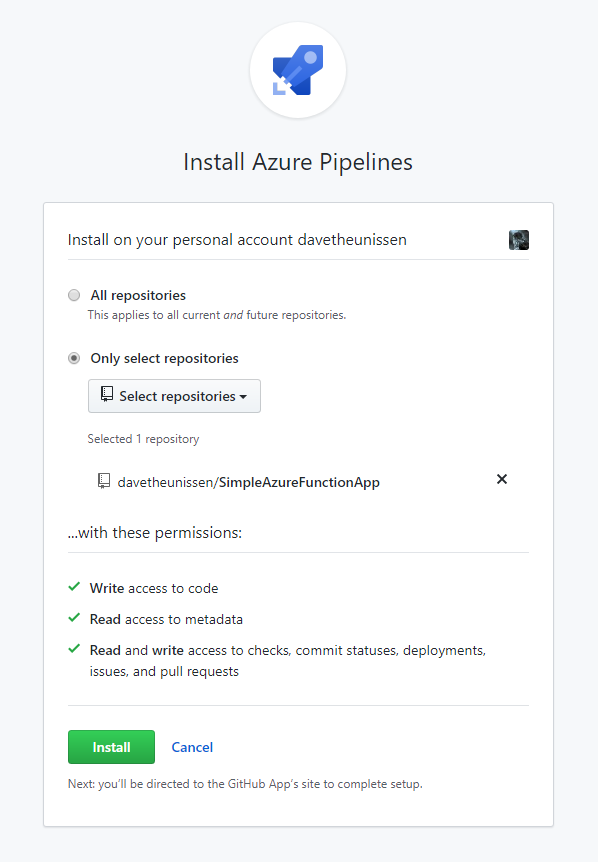 Install Azure Pipelines
Install on your personal account davetheunissen
All repositories
This applies to all current and future repositories.
Only select repositories
Select repositories
Selected 1 repository
davetheunissen/SimpleAzureFunctionApp
...with these permissions:
Write access to code
Read access to metadata
Read and write access to checks, commit statuses, deployments,
issues, and pull requests
Install Cancel
Next: you'll be directed to the GitHub App's site to complete setup.